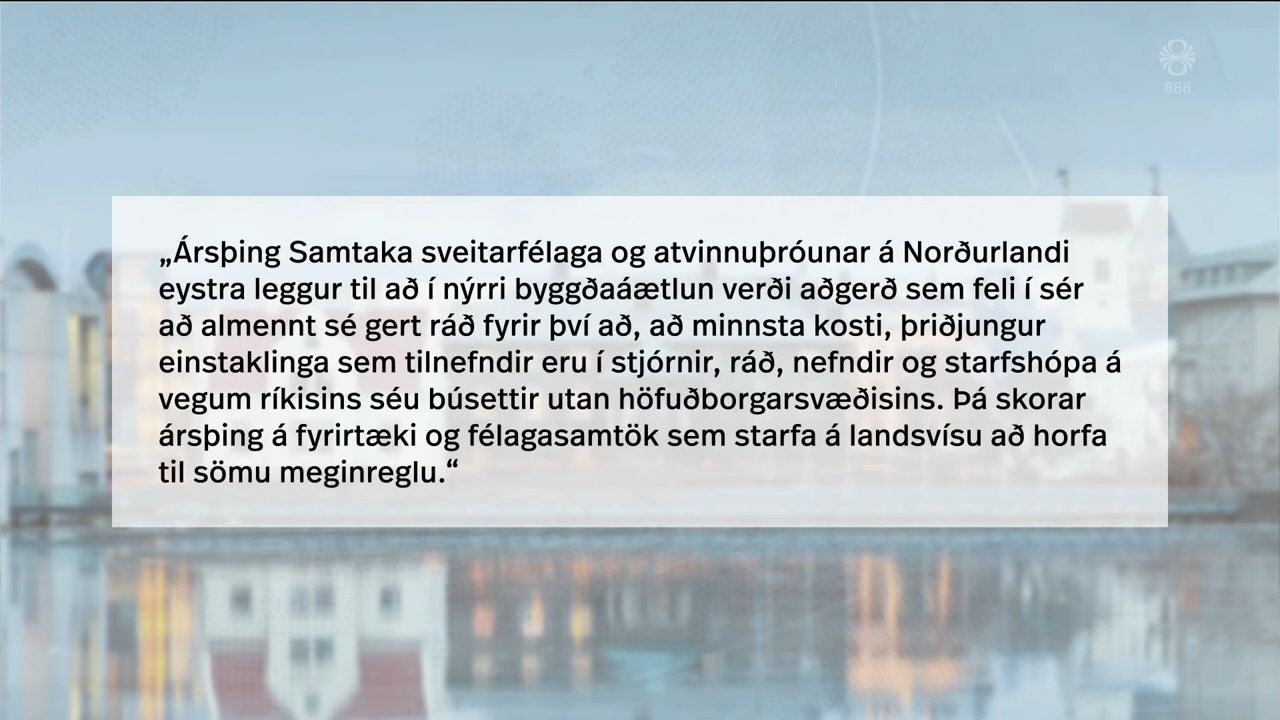 888
„Ársþing Samtaka sveitarfélaga og atvinnuþróunar á Norðurlandi
eystra leggur til að í nýrri byggðaáætlun verði aðgerð sem feli í sér
að almennt sé gert ráð fyrir því að, að minnsta kosti, þriðjungur
einstaklinga sem tilnefndir eru í stjórnir, ráð, nefndir og starfshópa á
vegum ríkisins séu búsettir utan höfuðborgarsvæðisins. Þá skorar
ársþing á fyrirtæki og félagasamtök sem starfa á landsvísu að horfa
til sömu meginreglu.“